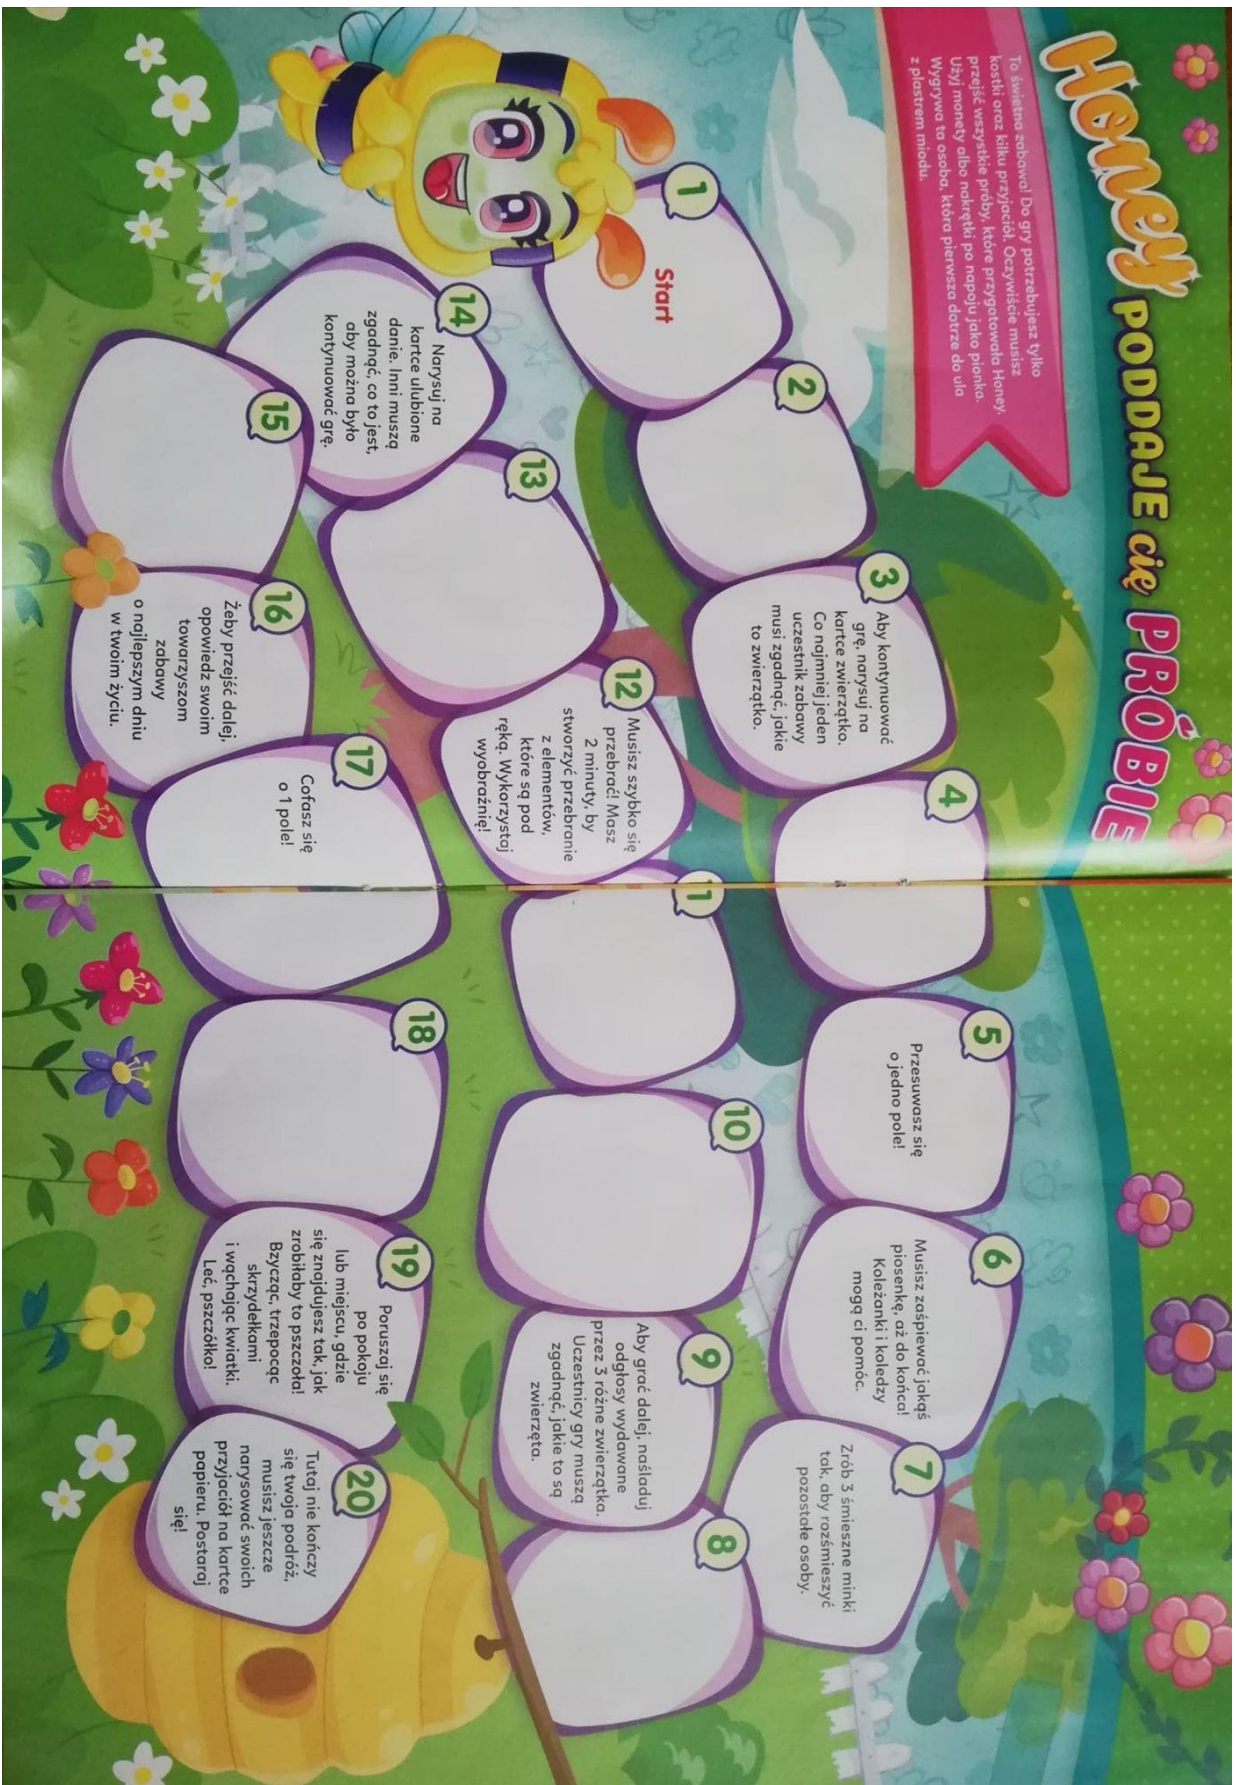 Honey PODDAJE cię PRÓBIE
To świetna zabawa! Do gry potrzebujesz tylko
kostki oraz kilku przyjaciół. Oczywiście musisz
przejść wszystkie próby, które przygotowała Honey.
Użyj monety albo nakrętki po napoju jako pionka.
Wygrywa to osoba, która pierwsza dotrze do ula
z plastrem miodu.
1
Start
2
3
Aby kontynuować
grę, narysuj na
kartce zwierzątko.
Co najmniej jeden
uczestnik zabawy
musi zgadnąć, jakie
to zwierzątko.
4
5
Przesuwasz się
o jedno pole!
6
Musisz zaśpiewać jakąś
piosenkę, aż do końca!
Koleżanki i koledzy
mogą ci pomóc.
7
Zrób 3 śmieszne minki
tak, aby rozśmieszyć
pozostałe osoby.
8
9
Aby grać dalej, naśladuj
odgłosy wydawane
przez 3 różne zwierzątka.
Uczestnicy gry muszą
zgadnąć, jakie to są
zwierzęta.
10
11
12
Musisz szybko się
przebrać! Masz
2 minuty, by
stworzyć przebranie
z elementów,
które są pod
ręką. Wykorzystaj
wyobraźnię!
13
14
Narysuj na
kartce ulubione
danie. Inni muszą
zgadnąć, co to jest,
aby można było
kontynuować grę.
15
16
Żeby przejść dalej,
opowiedz swoim
towarzyszom
zabawy
o najlepszym dniu
w twoim życiu.
17
Cofasz się
o 1 pole!
18
19
Poruszaj się
po pokoju
lub miejscu, gdzie
się znajdujesz tak, jak
zrobiłaby to pszczoła!
Bzycząc, trzepocąc
skrzydełkami
i wąchając kwiatki.
Leć, pszczółko!
20
Tutaj nie kończy
się twoja podróż,
musisz jeszcze
narysować swoich
przyjaciół na kartce
papieru. Postaraj
się!